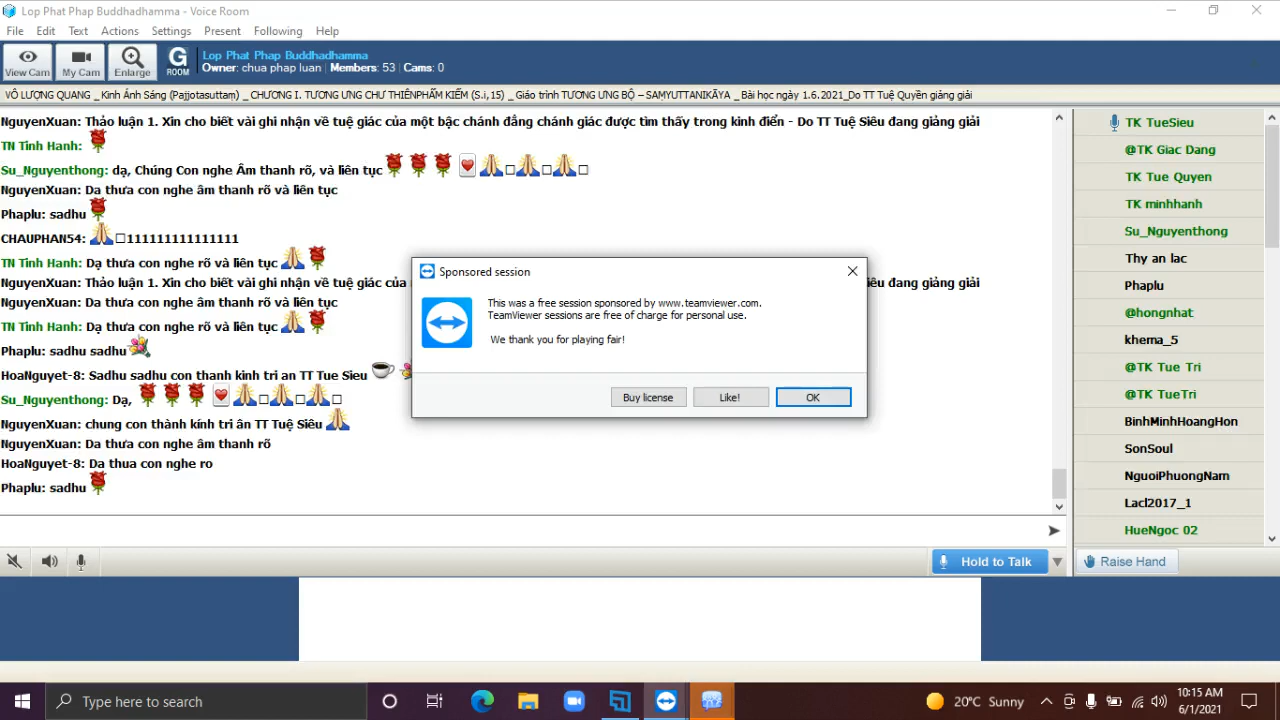 Lop Phat Phap Buddhadhamma - Voice Room
File Edit Text Actions Settings Present Following Help
View Cam My Cam Enlarge G ROOM
Lop Phat Phap Buddhadhamma
Owner: chua phap luan | Members: 53 | Cams: 0
VÔ LƯỢNG QUANG _Kinh Ánh Sáng (Pajjotasuttaṃ) _CHƯƠNG I. TƯƠNG ƯNG CHƯ THIÊNPHẨM KIẾM (S.i,15) _Giáo trình TƯƠNG ƯNG BỘ – SAṂYUTTANIKĀYA _Bài học ngày 1.6.2021_Do TT Tuệ Quyền giảng giải
NguyenXuan: Thảo luận 1. Xin cho biết vài ghi nhận về tuệ giác của một bậc chánh đẳng chánh giác được tìm thấy trong kinh điển - Do TT Tuệ Siêu đang giảng giải
TN Tinh Hanh:
Su_Nguyenthong: dạ, Chúng Con nghe Âm thanh rõ, và liên tục
NguyenXuan: Da thưa con nghe âm thanh rõ và liên tục
Phaplu: sadhu
CHAUPHAN54: 111111111111111
TN Tinh Hanh: Dạ thưa con nghe rõ và liên tục
NguyenXuan: Thảo luận 1. Xin cho biết vài ghi nhận về tuệ giác của
iêu đang giảng giải
NguyenXuan: Da thưa con nghe âm thanh rõ và liên tục
TN Tinh Hanh: Dạ thưa con nghe rõ và liên tục
Phaplu: sadhu sadhu
HoaNguyet-8: Sadhu sadhu con thanh kinh tri an TT Tue Sieu
Su_Nguyenthong: Dạ,
NguyenXuan: chung con thành kính tri ân TT Tuệ Siêu
NguyenXuan: Da thưa con nghe âm thanh rõ
HoaNguyet-8: Da thua con nghe ro
Phaplu: sadhu
Sponsored session
This was a free session sponsored by www.teamviewer.com.
TeamViewer sessions are free of charge for personal use.
We thank you for playing fair!
Buy license Like! OK
TK TueSieu
@TK Giac Dang
TK Tue Quyen
TK minhhanh
Su_Nguyenthong
Thy an lac
Phaplu
@hongnhat
khema_5
@TK Tue Tri
@TK TueTri
BinhMinhHoangHon
SonSoul
NguoiPhuongNam
Lacl2017_1
HueNgoc 02
Hold to Talk
Raise Hand
Type here to search
20°C Sunny
10:15 AM
6/1/2021